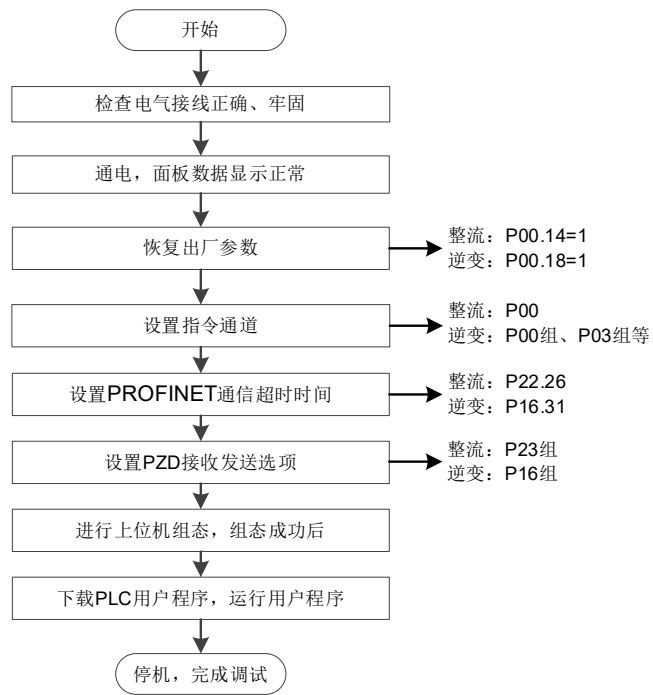 开始
检查电气接线正确、牢固
通电，面板数据显示正常
恢复出厂参数
整流：P00.14=1
逆变：P00.18=1
设置指令通道
整流：P00
逆变：P00组、P03组等
设置PROFINET通信超时时间
整流：P22.26
逆变：P16.31
设置PZD接收发送选项
整流：P23组
逆变：P16组
进行上位机组态，组态成功后
下载PLC用户程序，运行用户程序
停机，完成调试